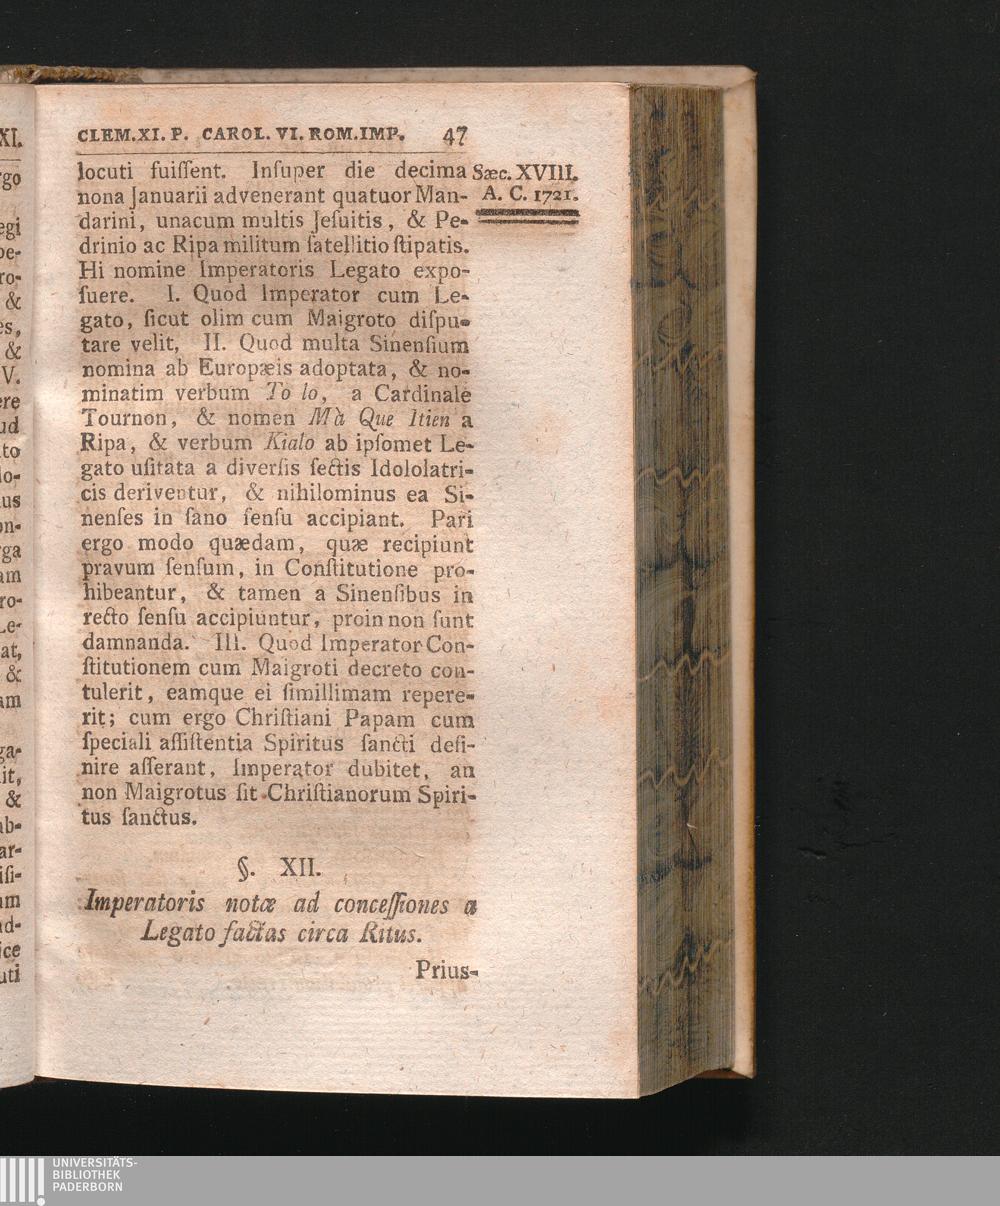 CLEM.XI. P. CAROL. VI. ROM.IMP. 47
Sæc. XVIII.
A. C. 1721.
locuti fuiſſent. Inſuper die decima
nona Januarii advenerant quatuor Man-
darini, unacum multis Jeſuitis, & Pe-
drinio ac Ripa militum ſatellitio ſtipatis.
Hi nomine Imperatoris Legato expo-
ſuere. I. Quod Imperator cum Le-
gato, ſicut olim cum Maigroto diſpu-
tare velit, II. Quod multa Sinenſium
nomina ab Europæis adoptata, & no-
minatim verbum To lo, a Cardinale
Tournon, & nomen Mà Que Itien a
Ripa, & verbum Kialo ab ipſomet Le-
gato uſitata a diverſis ſectis Idololatri-
cis deriventur, & nihilominus ea Si-
nenſes in ſano ſenſu accipiant. Pari
ergo modo quædam, quæ recipiunt
pravum ſenſum, in Conſtitutione pro-
hibeantur, & tamen a Sinenſibus in
recto ſenſu accipiuntur, proin non ſunt
damnanda. III. Quod Imperator Con-
ſtitutionem cum Maigroti decreto con-
tulerit, eamque ei ſimillimam repere-
rit; cum ergo Chriſtiani Papam cum
ſpeciali aſſiſtentia Spiritus ſancti defi-
nire aſſerant, Imperator dubitet, an
non Maigrotus ſit Chriſtianorum Spiri-
tus ſanctus.
§. XII.
Imperatoris notæ ad conceſſiones a
Legato factas circa Ritus.
Prius-
UNIVERSITÄTS-
BIBLIOTHEK
PADERBORN